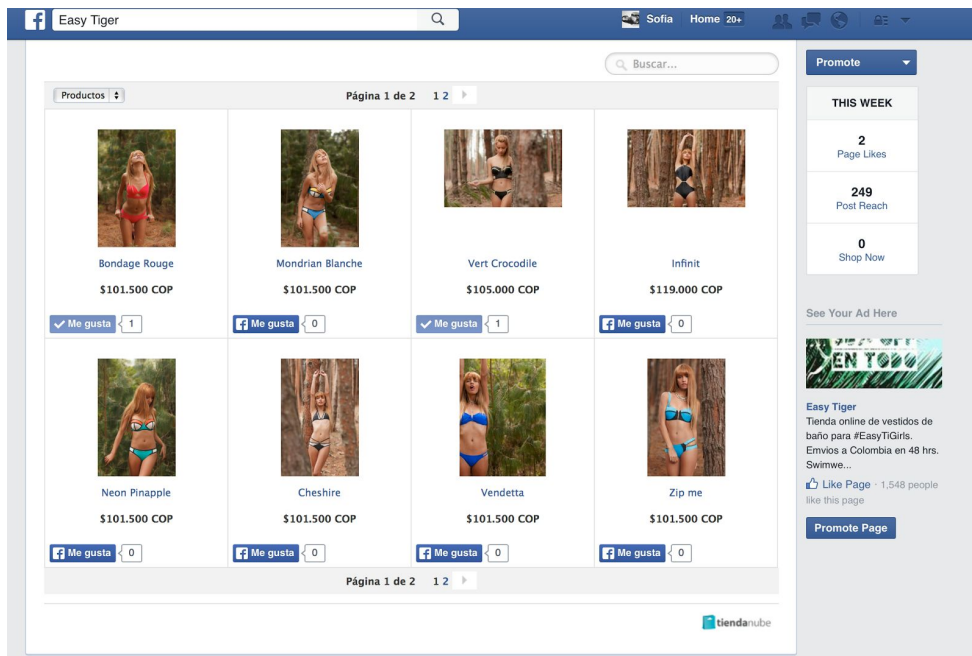 Easy Tiger
Sofia Home 20+
Promote
Buscar...
Productos
Página 1 de 2 1 2
THIS WEEK
2
Page Likes
249
Post Reach
0
Shop Now
Bondage Rouge
Mondrian Blanche
Vert Crocodile
Infinit
$101.500 COP
$101.500 COP
$105.000 COP
$119.000 COP
Me gusta 1
Me gusta 0
Me gusta 1
Me gusta 0
See Your Ad Here
EN TODO
Easy Tiger
Tienda online de vestidos de
baño para #EasyTiGirls.
Emvios a Colombia en 48 hrs.
Swimwe...
Like Page · 1,548 people
like this page
Promote Page
Neon Pinapple
Cheshire
Vendetta
Zip me
$101.500 COP
$101.500 COP
$101.500 COP
$101.500 COP
Me gusta 0
Me gusta 0
Me gusta 0
Me gusta 0
Página 1 de 2 1 2
tiendanube